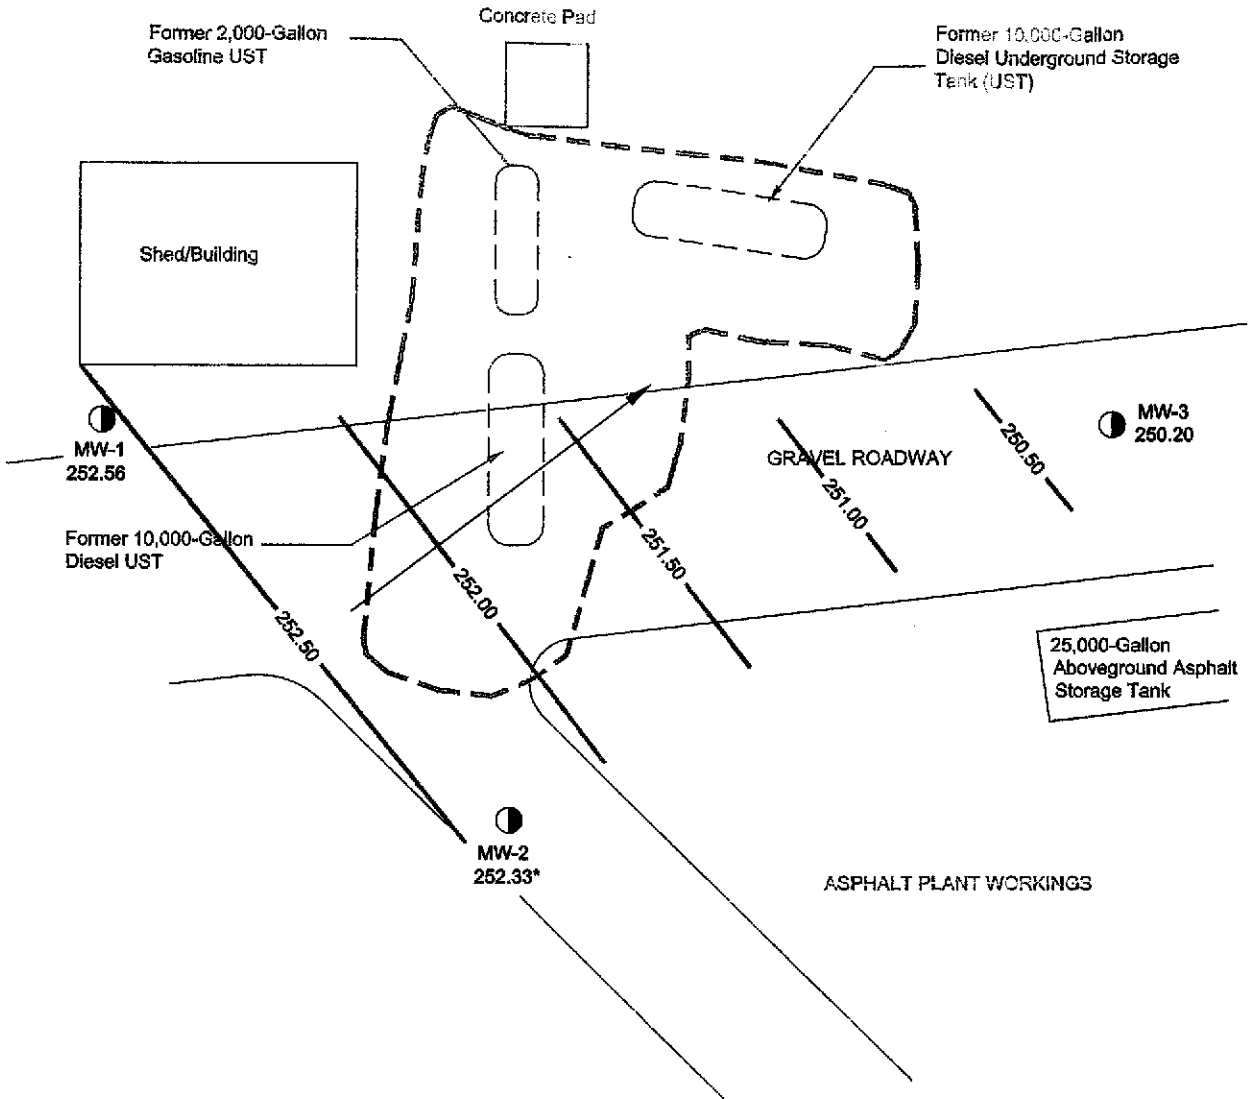 Concrete Pad
Former 2,000-Gallon
Gasoline UST
Former 10,000-Gallon
Diesel Underground Storage
Tank (UST)
Shed/Building
MW-1
252.56
MW-3
250.20
GRAVEL ROADWAY
250.50
251.00
251.50
252.00
252.50
Former 10,000-Gallon
Diesel UST
25,000-Gallon
Aboveground Asphalt
Storage Tank
MW-2
252.33*
ASPHALT PLANT WORKINGS